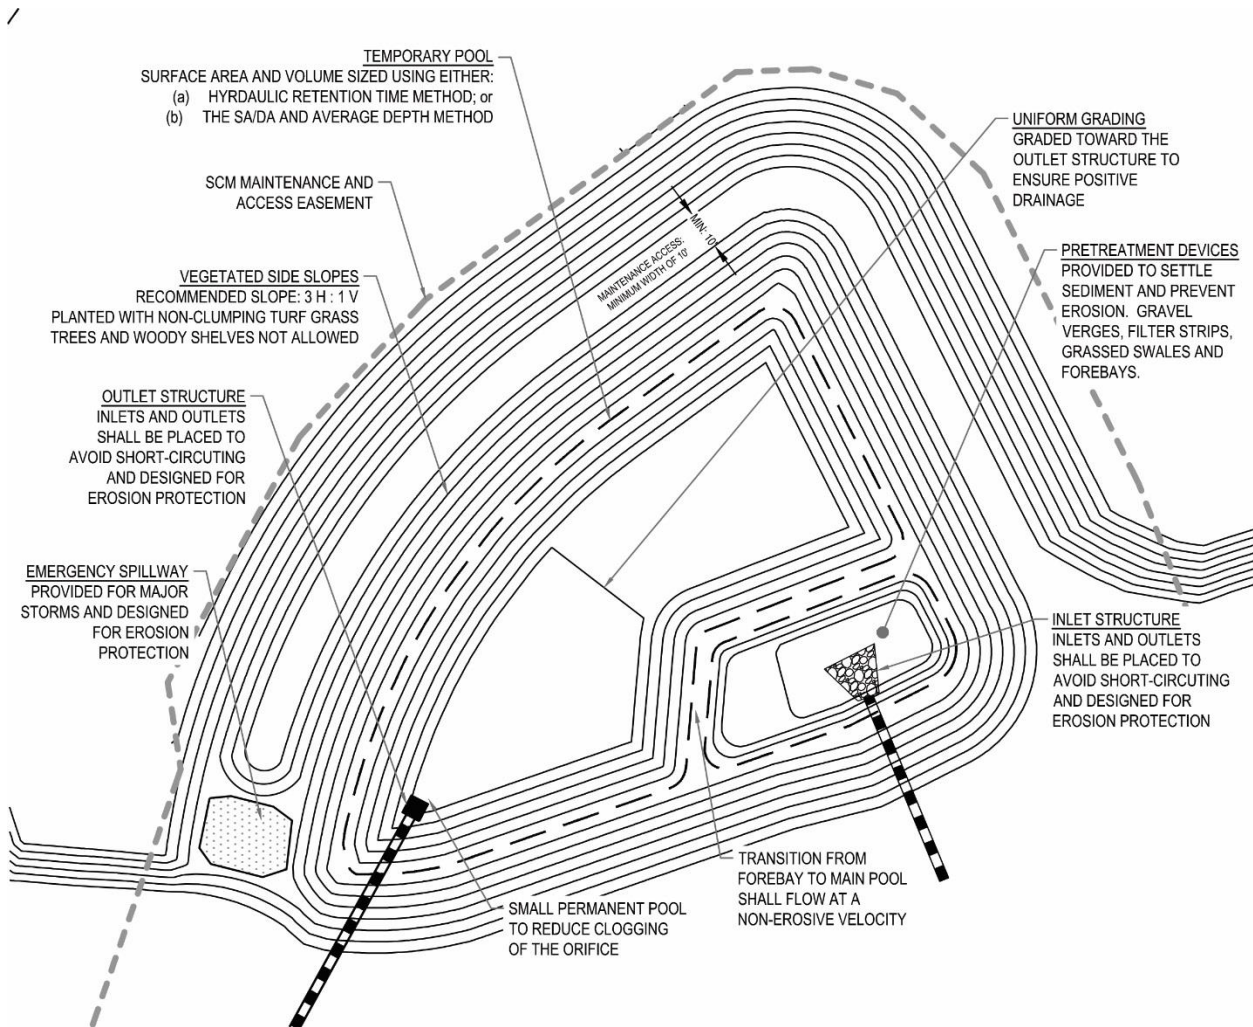 TEMPORARY POOL
SURFACE AREA AND VOLUME SIZED USING EITHER:
(a) HYRDAULIC RETENTION TIME METHOD; or
(b) THE SA/DA AND AVERAGE DEPTH METHOD
SCM MAINTENANCE AND
ACCESS EASEMENT
VEGETATED SIDE SLOPES
RECOMMENDED SLOPE: 3 H : 1 V
PLANTED WITH NON-CLUMPING TURF GRASS
TREES AND WOODY SHELVES NOT ALLOWED
OUTLET STRUCTURE
INLETS AND OUTLETS
SHALL BE PLACED TO
AVOID SHORT-CIRCUTING
AND DESIGNED FOR
EROSION PROTECTION
EMERGENCY SPILLWAY
PROVIDED FOR MAJOR
STORMS AND DESIGNED
FOR EROSION
PROTECTION
MIN: 10'
MAINTENANCE ACCESS:
MINIMUM WIDTH OF 10'
UNIFORM GRADING
GRADED TOWARD THE
OUTLET STRUCTURE TO
ENSURE POSITIVE
DRAINAGE
PRETREATMENT DEVICES
PROVIDED TO SETTLE
SEDIMENT AND PREVENT
EROSION. GRAVEL
VERGES, FILTER STRIPS,
GRASSED SWALES AND
FOREBAYS.
INLET STRUCTURE
INLETS AND OUTLETS
SHALL BE PLACED TO
AVOID SHORT-CIRCUTING
AND DESIGNED FOR
EROSION PROTECTION
TRANSITION FROM
FOREBAY TO MAIN POOL
SHALL FLOW AT A
NON-EROSIVE VELOCITY
SMALL PERMANENT POOL
TO REDUCE CLOGGING
OF THE ORIFICE